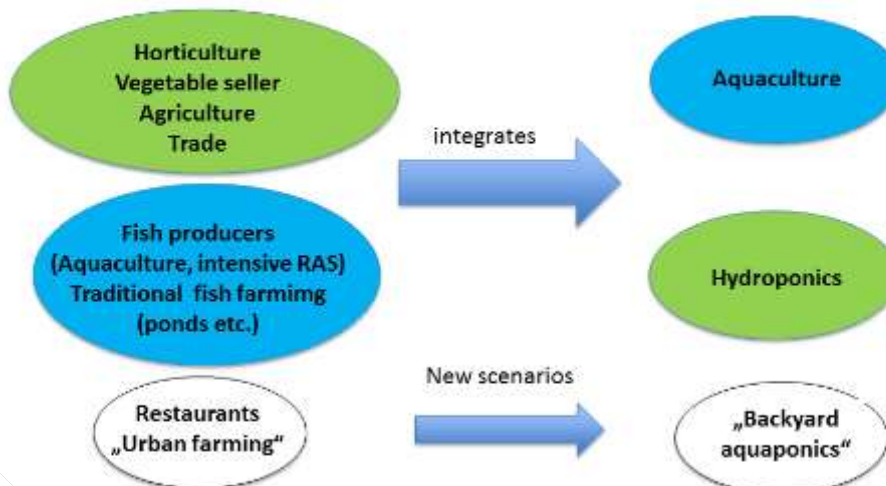 Horticulture
Vegetable seller
Agriculture
Trade
integrates
Aquaculture
Fish producers
(Aquaculture, intensive RAS)
Traditional fish farmimg
(ponds etc.)
Hydroponics
Restaurants
„Urban farming“
New scenarios
„Backyard
aquaponics“